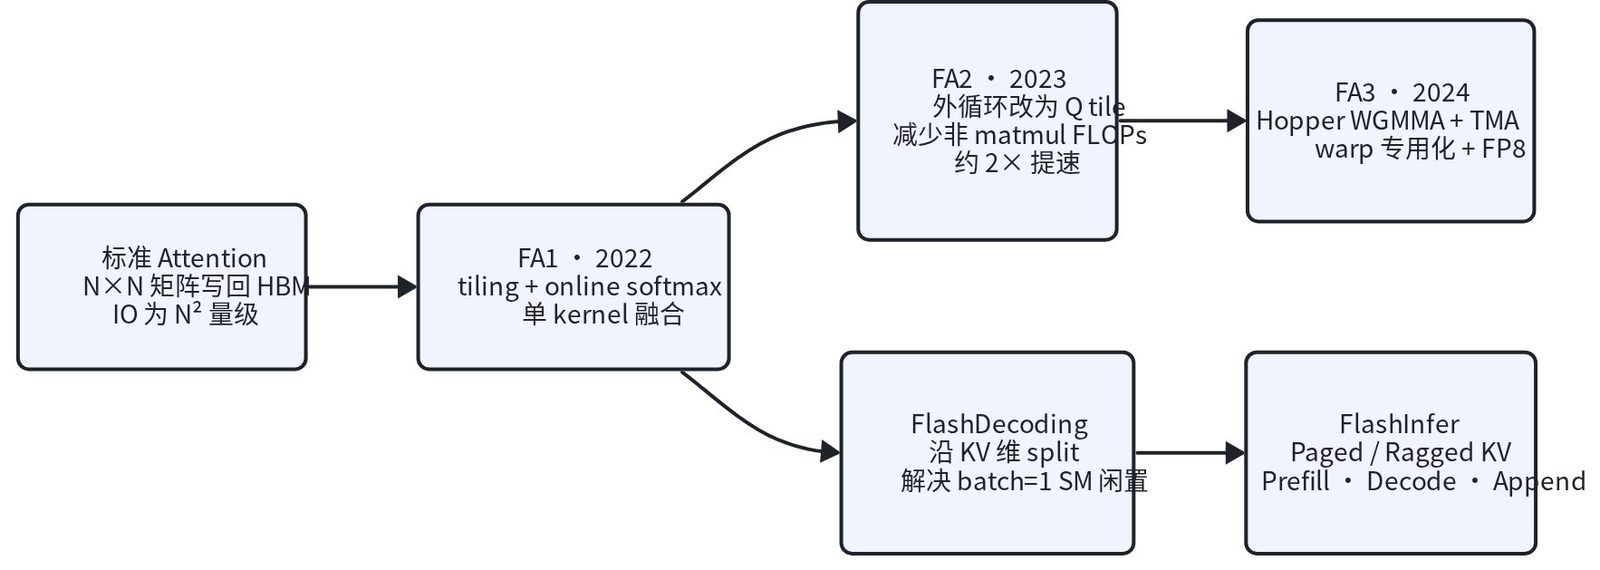 标准 Attention
N×N 矩阵写回 HBM
IO 为 N² 量级
FA1 · 2022
tiling + online softmax
单 kernel 融合
FA2 · 2023
外循环改为 Q tile
减少非 matmul FLOPs
约 2× 提速
FA3 · 2024
Hopper WGMMA + TMA
warp 专用化 + FP8
FlashDecoding
沿 KV 维 split
解决 batch=1 SM 闲置
FlashInfer
Paged / Ragged KV
Prefill · Decode · Append